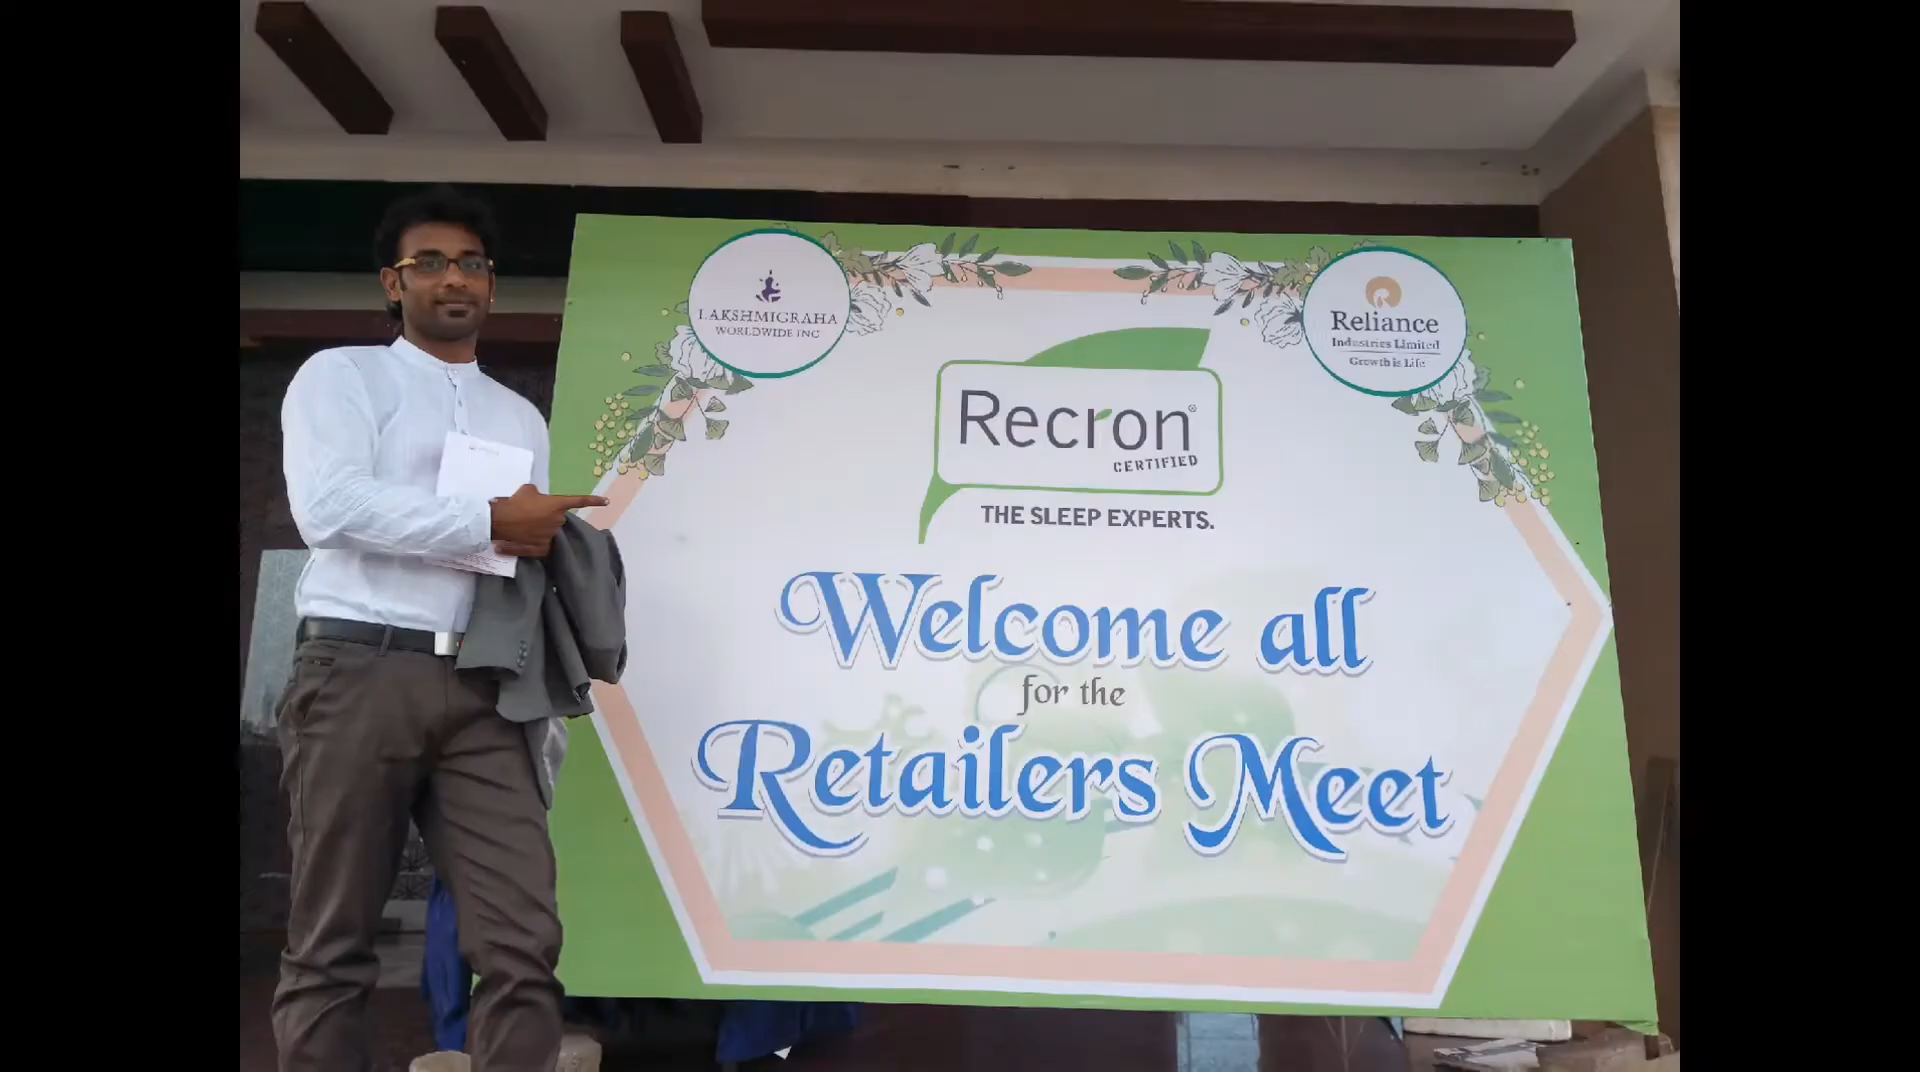 LAKSHMIGRAHA
WORLDWIDE INC
Reliance
Industries Limited
Growth is Life
Recron®
CERTIFIED
THE SLEEP EXPERTS.
Welcome all
for the
Retailers Meet